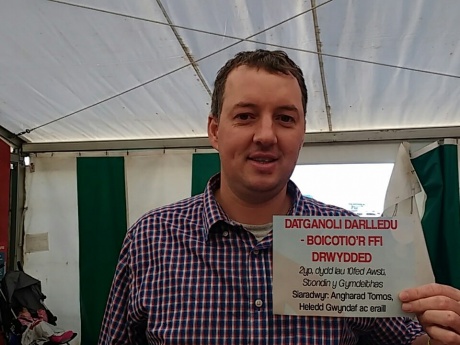 DATGANOLI DARLLEDU
- BOICOTIO'R FFI
DRWYDDED
2yp, dydd Iau 10fed Awst,
Stondin y Gymdeithas
Siaradwyr: Angharad Tomos,
Heledd Gwyndaf ac eraill